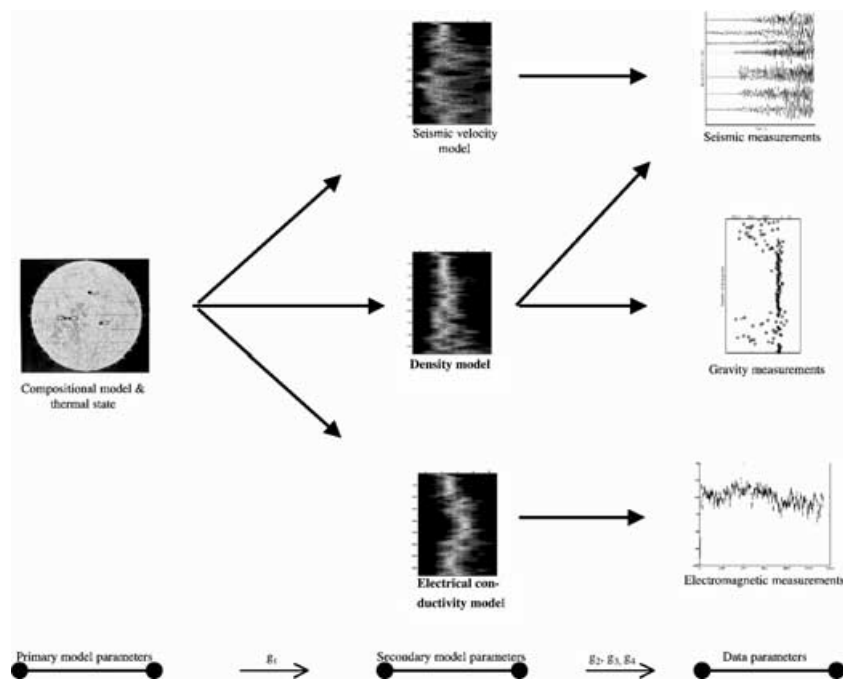 Seismic velocity
model
Seismic measurements
Compositional model &
thermal state
Density model
Gravity measurements
Electrical con-
ductivity model
Electromagnetic measurements
Primary model parameters
g₁
Secondary model parameters
g₂, g₃, g₄
Data parameters